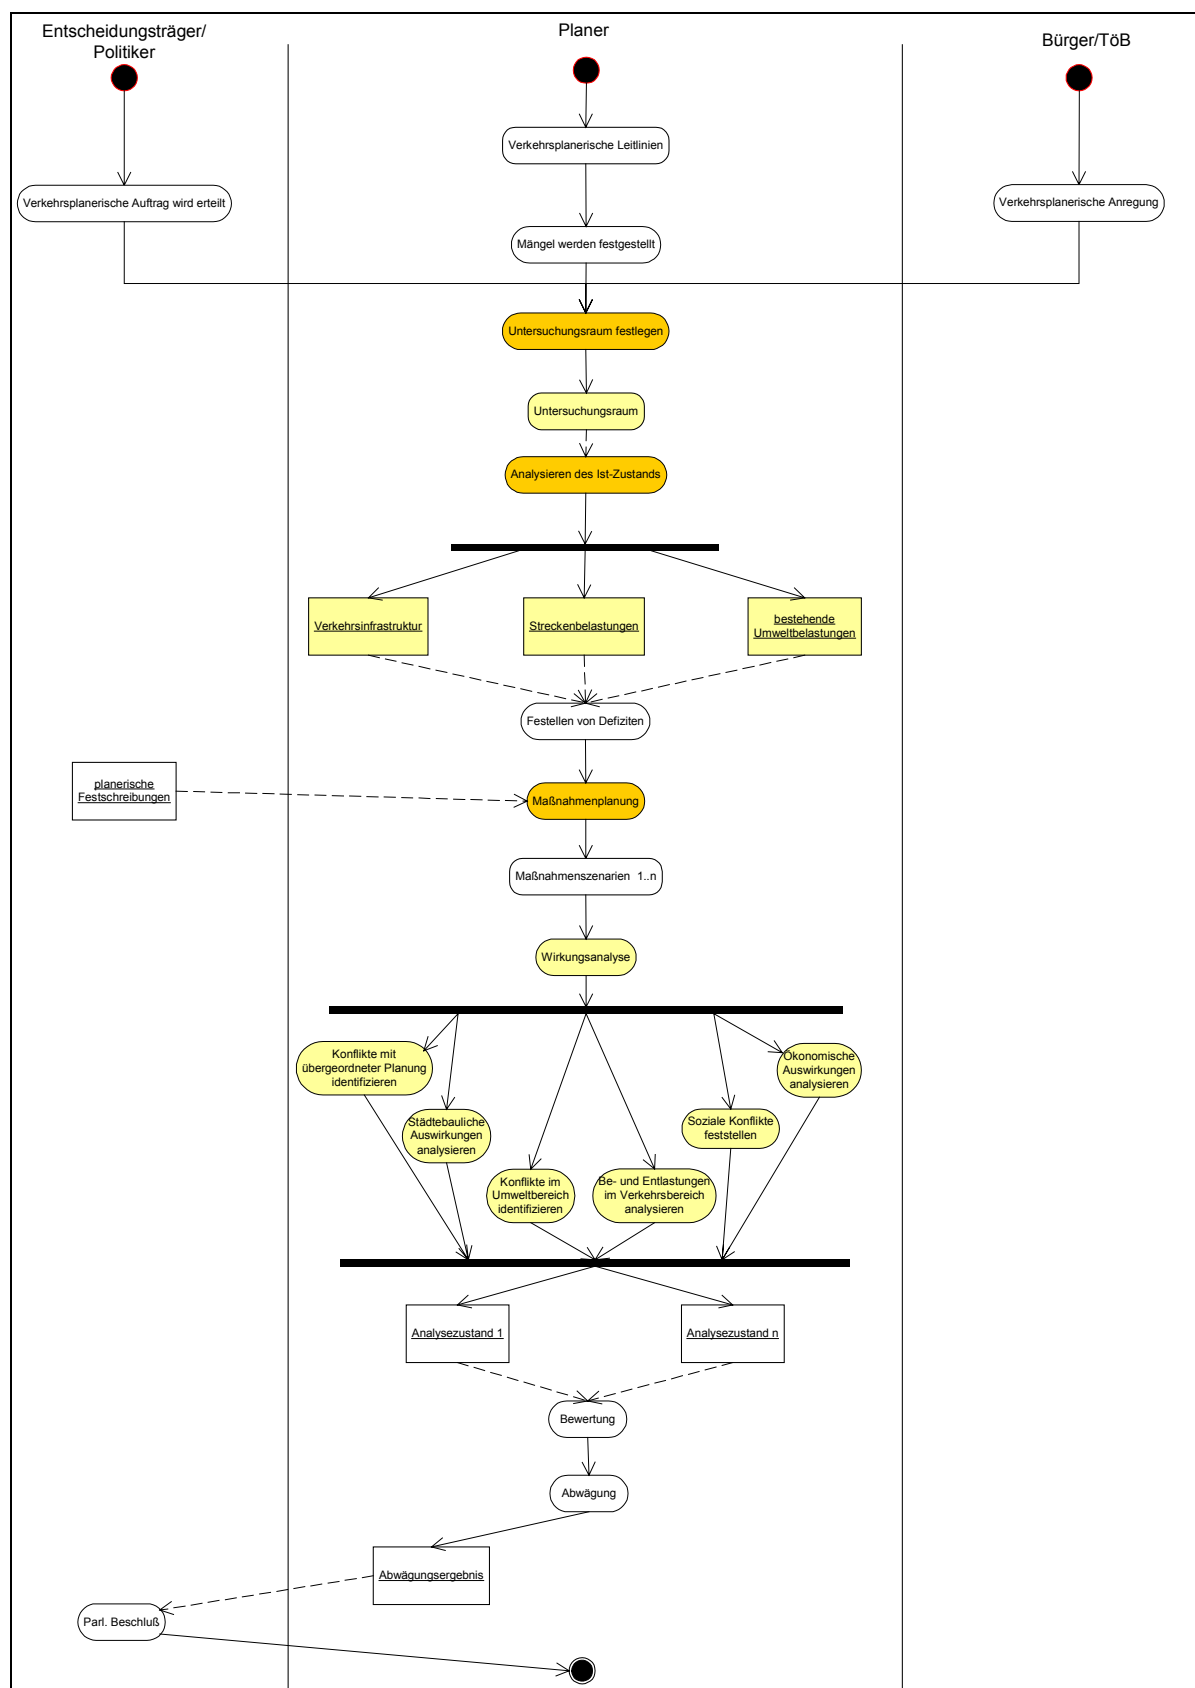 Entscheidungsträger/
Politiker
Planer
Bürger/TöB
Verkehrsplanerische Leitlinien
Verkehrsplanerische Auftrag wird erteilt
Verkehrsplanerische Anregung
Mängel werden festgestellt
Untersuchungsraum festlegen
Untersuchungsraum
Analysieren des Ist-Zustands
Verkehrsinfrastruktur
Streckenbelastungen
bestehende
Umweltbelastungen
Festellen von Defiziten
planerische
Festschreibungen
Maßnahmenplanung
Maßnahmenszenarien 1..n
Wirkungsanalyse
Konflikte mit
übergeordneter Planung
identifizieren
Ökonomische
Auswirkungen
analysieren
Städtebauliche
Auswirkungen
analysieren
Soziale Konflikte
feststellen
Konflikte im
Umweltbereich
identifizieren
Be- und Entlastungen
im Verkehrsbereich
analysieren
Analysezustand 1
Analysezustand n
Bewertung
Abwägung
Abwägungsergebnis
Parl. Beschluß